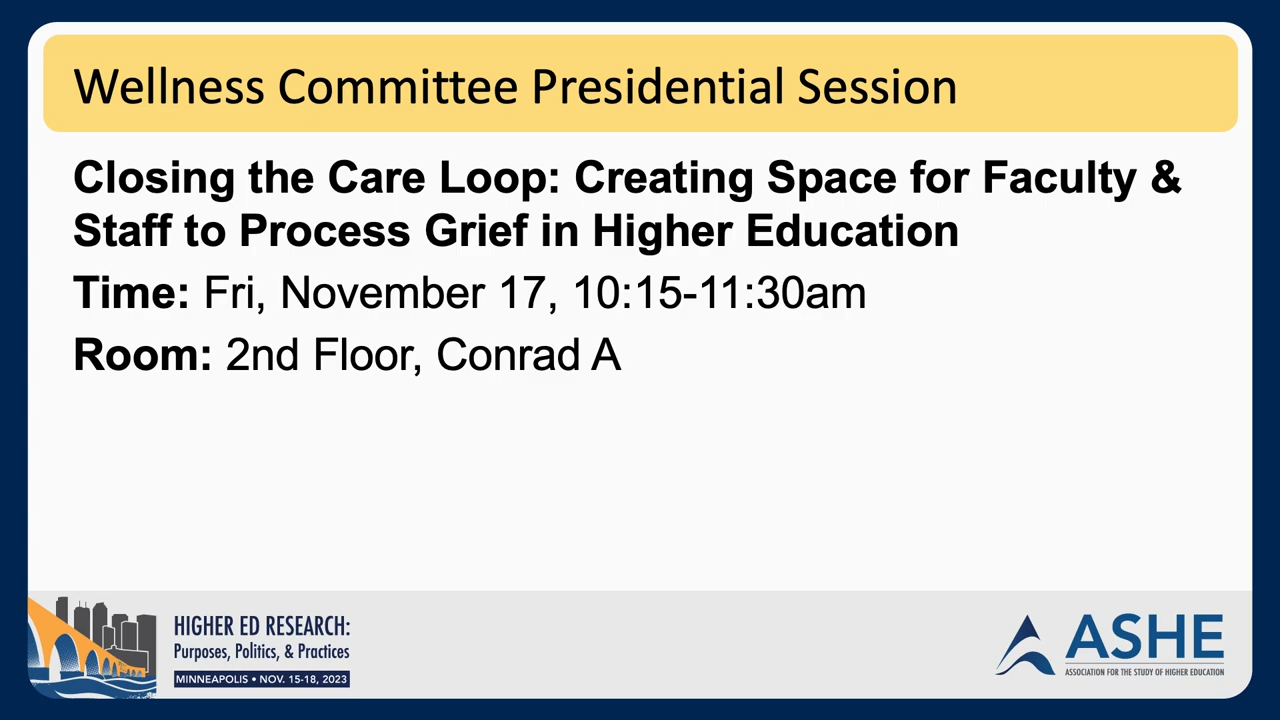 Wellness Committee Presidential Session
Closing the Care Loop: Creating Space for Faculty &
Staff to Process Grief in Higher Education
Time: Fri, November 17, 10:15-11:30am
Room: 2nd Floor, Conrad A
HIGHER ED RESEARCH:
Purposes, Politics, & Practices
MINNEAPOLIS • NOV. 15-18, 2023
ASHE
ASSOCIATION FOR THE STUDY OF HIGHER EDUCATION